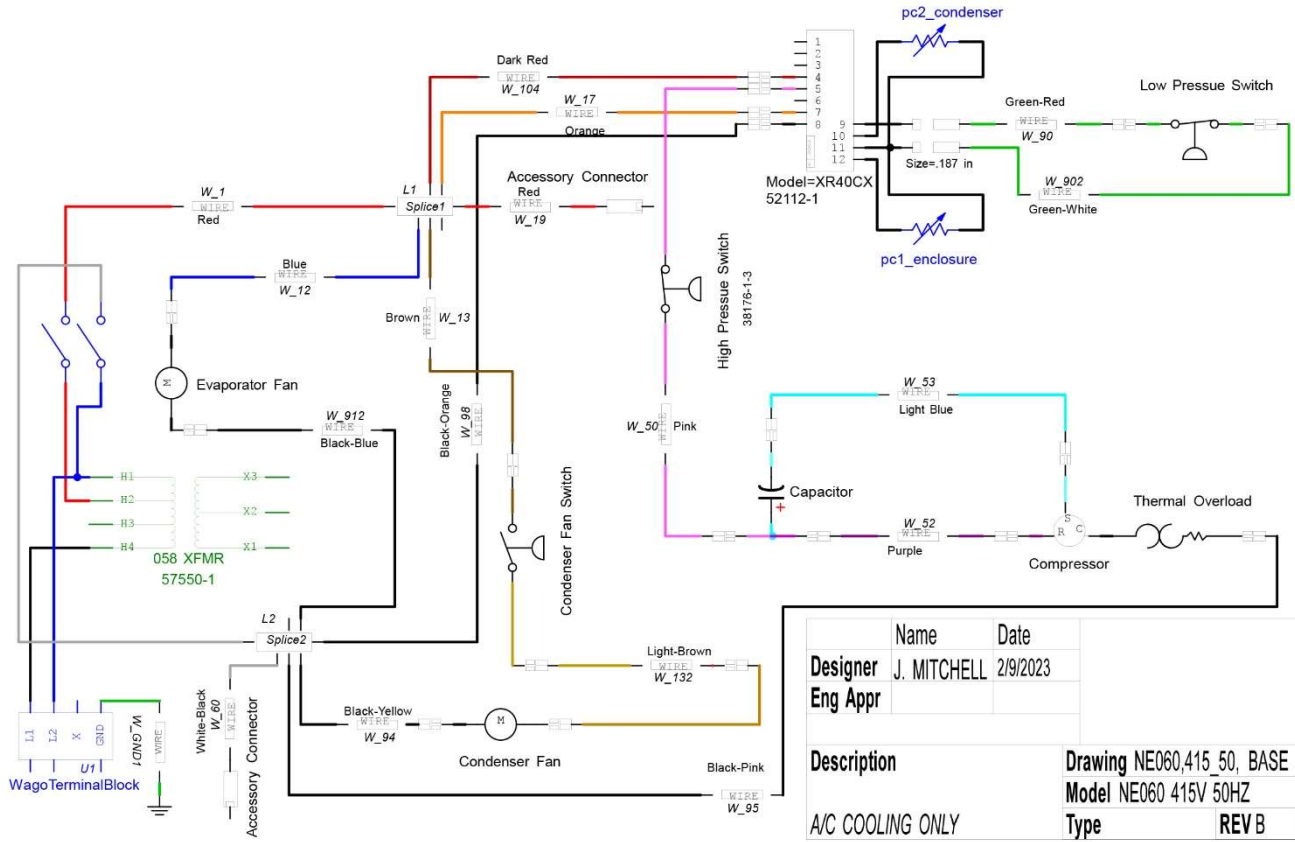 pc2_condenser
1
2
3
4
5
6
7
8
9
10
11
12
Model=XR40CX
52112-1
pc1_enclosure
Dark Red
WIRE
W_104
W_17
WIRE
Orange
Low Pressue Switch
Green-Red
WIRE
W_90
Size=.187 in
W_902
WIRE
Green-White
W_1
WIRE
Red
L1
Splice1
Accessory Connector
Red
WIRE
W_19
Blue
WIRE
W_12
Brown
WIRE
W_13
High Pressue Switch
38176-1-3
M
Evaporator Fan
W_912
WIRE
Black-Blue
Black-Orange
W_98
WIRE
W_50
WIRE
Pink
W_53
WIRE
Light Blue
Capacitor
+
W_52
WIRE
Purple
S
R
C
Compressor
Thermal Overload
H1
H2
H3
H4
X3
X2
X1
058 XFMR
57550-1
Condenser Fan Switch
L2
Splice2
Light-Brown
WIRE
W_132
White-Black
W_60
WIRE
Accessory Connector
Black-Yellow
WIRE
W_94
M
Condenser Fan
Black-Pink
WIRE
W_95
L1
L2
X
GND
U1
WagoTerminalBlock
W_GND1
WIRE
Name Date
Designer J. MITCHELL 2/9/2023
Eng Appr
Description
Drawing NE060,415_50, BASE
Model NE060 415V 50HZ
A/C COOLING ONLY
Type REV B